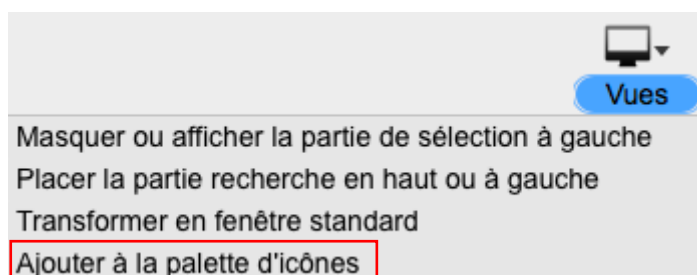 Vues
Masquer ou afficher la partie de sélection à gauche
Placer la partie recherche en haut ou à gauche
Transformer en fenêtre standard
Ajouter à la palette d'icônes